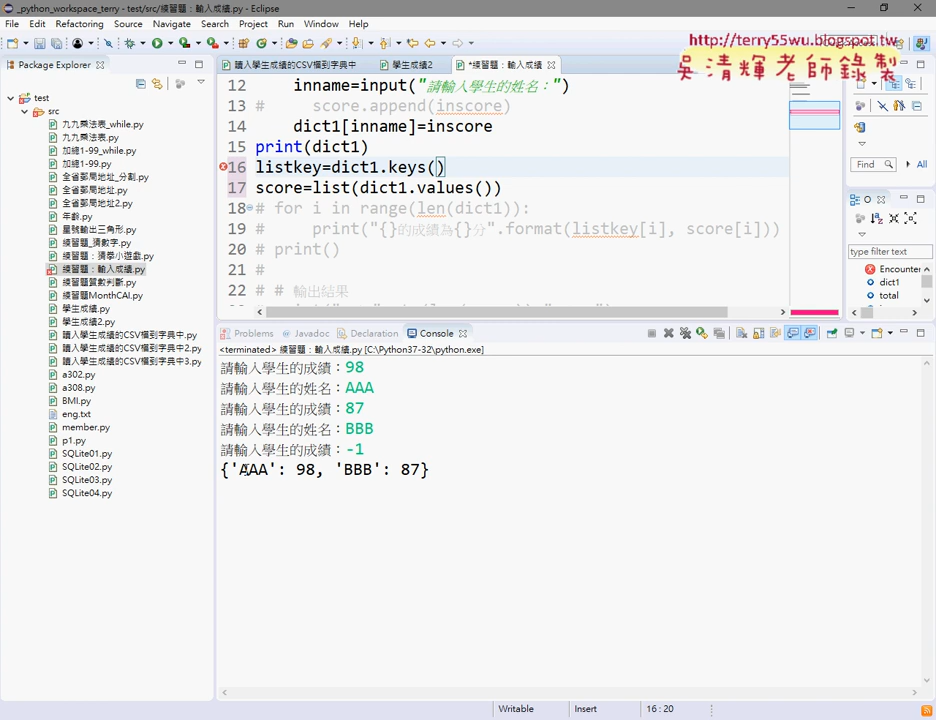 _python_workspace_terry - test/src/練習題：輸入成績.py - Eclipse
File Edit Refactoring Source Navigate Search Project Run Window Help
http://terry55wu.blogspot.tw
吳清輝老師錄製
Package Explorer
讀入學生成績的CSV檔到字典中 學生成績2 *練習題：輸入成績
test
src
九九乘法表_while.py
九九乘法表.py
加總1-99_while.py
加總1-99.py
全省郵局地址_分割.py
全省郵局地址.py
全省郵局地址2.py
年齡.py
星號輸出三角形.py
練習題_猜數字.py
練習題：猜拳小遊戲.py
練習題：輸入成績.py
練習題質數判斷.py
練習題MonthCAI.py
學生成績.py
學生成績2.py
讀入學生成績的CSV檔到字典中.py
讀入學生成績的CSV檔到字典中2.py
讀入學生成績的CSV檔到字典中3.py
a302.py
a308.py
BMI.py
eng.txt
member.py
p1.py
SQLite01.py
SQLite02.py
SQLite03.py
SQLite04.py
12 inname=input("請輸入學生的姓名：")
13 # score.append(inscore)
14 dict1[inname]=inscore
15 print(dict1)
16 listkey=dict1.keys()
17 score=list(dict1.values())
18 # for i in range(len(dict1)):
19 # print("{}的成績為{}分".format(listkey[i], score[i]))
20 # print()
21 #
22 # # 輸出結果
Find All
type filter text
Encounter
dict1
total
Problems Javadoc Declaration Console
<terminated> 練習題：輸入成績.py [C:\Python37-32\python.exe]
請輸入學生的成績：98
請輸入學生的姓名：AAA
請輸入學生的成績：87
請輸入學生的姓名：BBB
請輸入學生的成績：-1
{'AAA': 98, 'BBB': 87}
Writable Insert 16 : 20